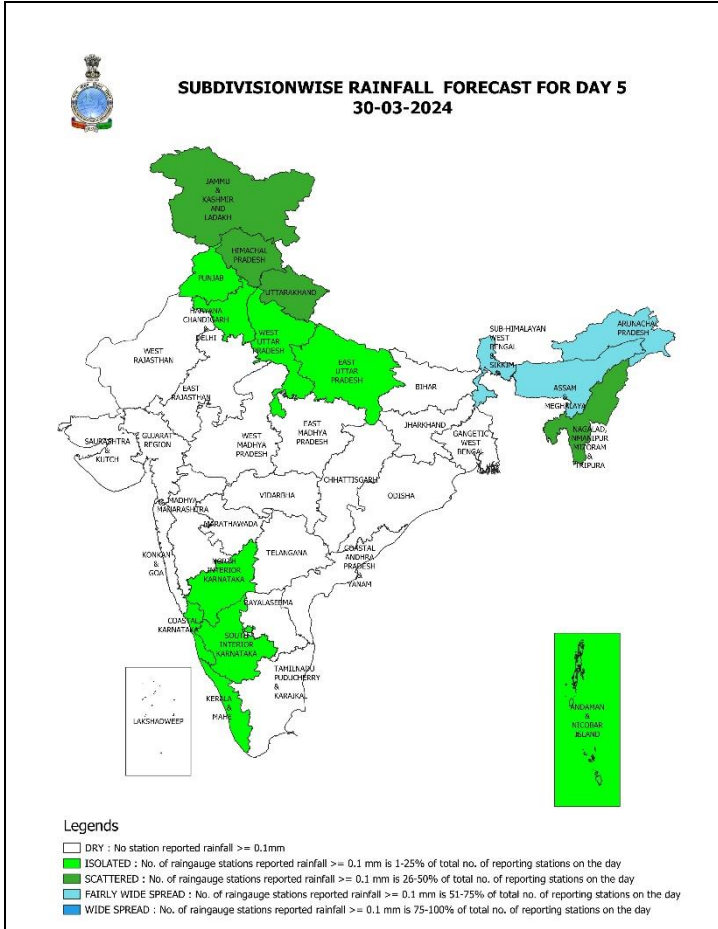 SUBDIVISIONWISE RAINFALL FORECAST FOR DAY 5
30-03-2024
JAMMU
&
KASHMIR
AND
LADAKH
HIMACHAL
PRADESH
UTTARAKHAND
PUNJAB
HARYANA
CHANDIGARH
&
DELHI
WEST
UTTAR
PRADESH
EAST
UTTAR
PRADESH
WEST
RAJASTHAN
EAST
RAJASTHAN
BIHAR
SUB-HIMALAYAN
WEST
BENGAL
&
SIKKIM
ARUNACHAL
PRADESH
ASSAM
&
MEGHALAYA
NAGALAD,
NMANIPUR
MIZORAM
&
TRIPURA
SAURASHTRA
&
KUTCH
GUJARAT
REGION
WEST
MADHYA
PRADESH
EAST
MADHYA
PRADESH
JHARKHAND
GANGETIC
WEST
BENGAL
CHHATTISGARH
ODISHA
MADHYA
MAHARASHTRA
VIDARBHA
MARATHAWADA
KONKAN
&
GOA
TELANGANA
COASTAL
ANDHRA
PRADESH
&
YANAM
NORTH
INTERIOR
KARNATAKA
RAYALASEEMA
COASTAL
KARNATAKA
SOUTH
INTERIOR
KARNATAKA
TAMILNADU
PUDUCHERRY
&
KARAIKAL
KERALA
&
MAHE
LAKSHADWEEP
ANDAMAN
&
NICOBAR
ISLAND
Legends
DRY : No station reported rainfall >= 0.1mm
ISOLATED : No. of raingauge stations reported rainfall >= 0.1 mm is 1-25% of total no. of reporting stations on the day
SCATTERED : No. of raingauge stations reported rainfall >= 0.1 mm is 26-50% of total no. of reporting stations on the day
FAIRLY WIDE SPREAD : No. of raingauge stations reported rainfall >= 0.1 mm is 51-75% of total no. of reporting stations on the day
WIDE SPREAD : No. of raingauge stations reported rainfall >= 0.1 mm is 75-100% of total no. of reporting stations on the day